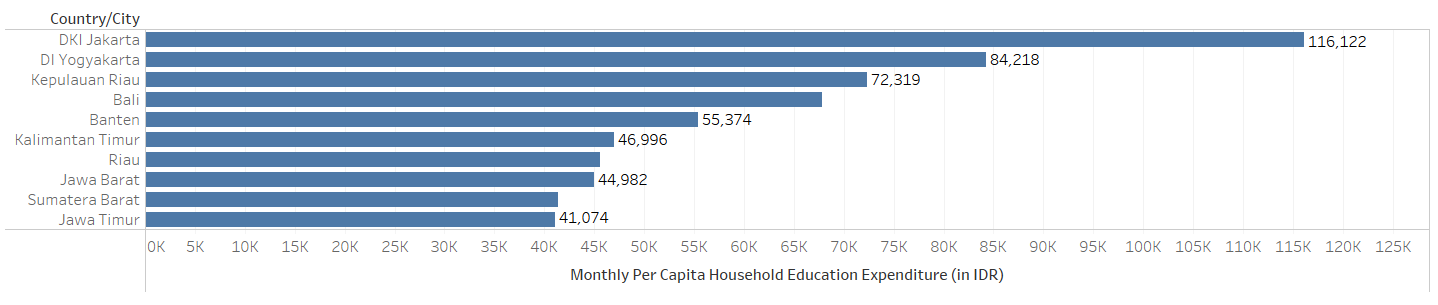 Country/City
DKI Jakarta 116,122
DI Yogyakarta 84,218
Kepulauan Riau 72,319
Bali
Banten 55,374
Kalimantan Timur 46,996
Riau
Jawa Barat 44,982
Sumatera Barat
Jawa Timur 41,074
0K 5K 10K 15K 20K 25K 30K 35K 40K 45K 50K 55K 60K 65K 70K 75K 80K 85K 90K 95K 100K 105K 110K 115K 120K 125K
Monthly Per Capita Household Education Expenditure (in IDR)